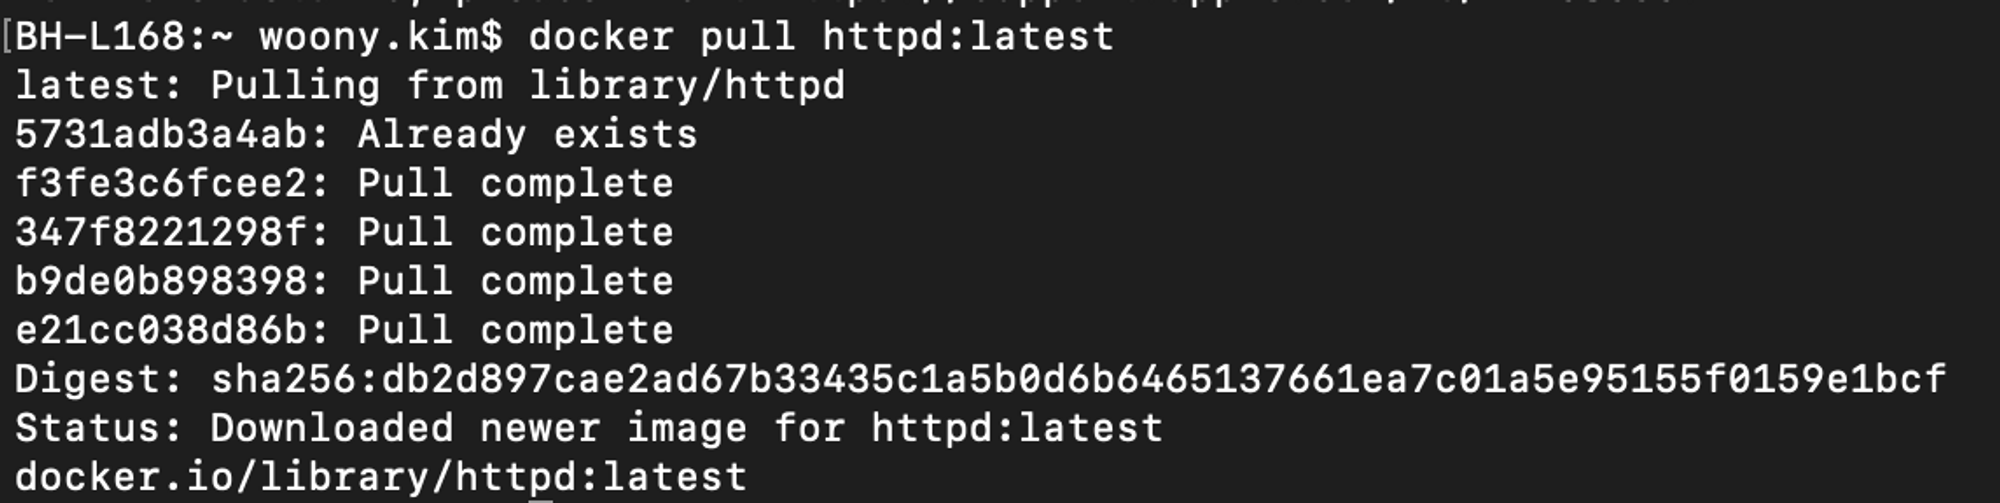 [BH-L168:~ woony.kim$ docker pull httpd:latest
latest: Pulling from library/httpd
5731adb3a4ab: Already exists
f3fe3c6fcee2: Pull complete
347f8221298f: Pull complete
b9de0b898398: Pull complete
e21cc038d86b: Pull complete
Digest: sha256:db2d897cae2ad67b33435c1a5b0d6b6465137661ea7c01a5e95155f0159e1bcf
Status: Downloaded newer image for httpd:latest
docker.io/library/httpd:latest